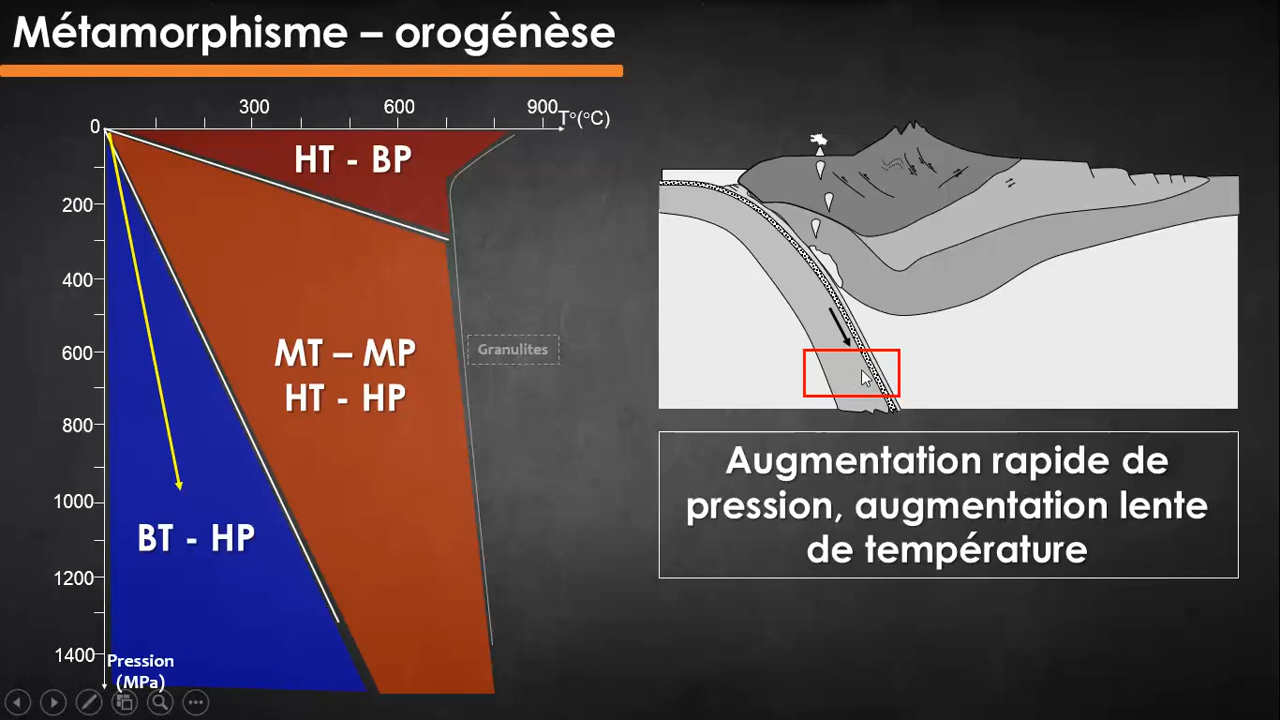 Métamorphisme – orogénèse
300 600 900 T°(°C)
0
HT - BP
200
400
600
MT – MP
HT - HP
Granulites
800
1000
BT - HP
1200
1400
Pression
(MPa)
Augmentation rapide de
pression, augmentation lente
de température